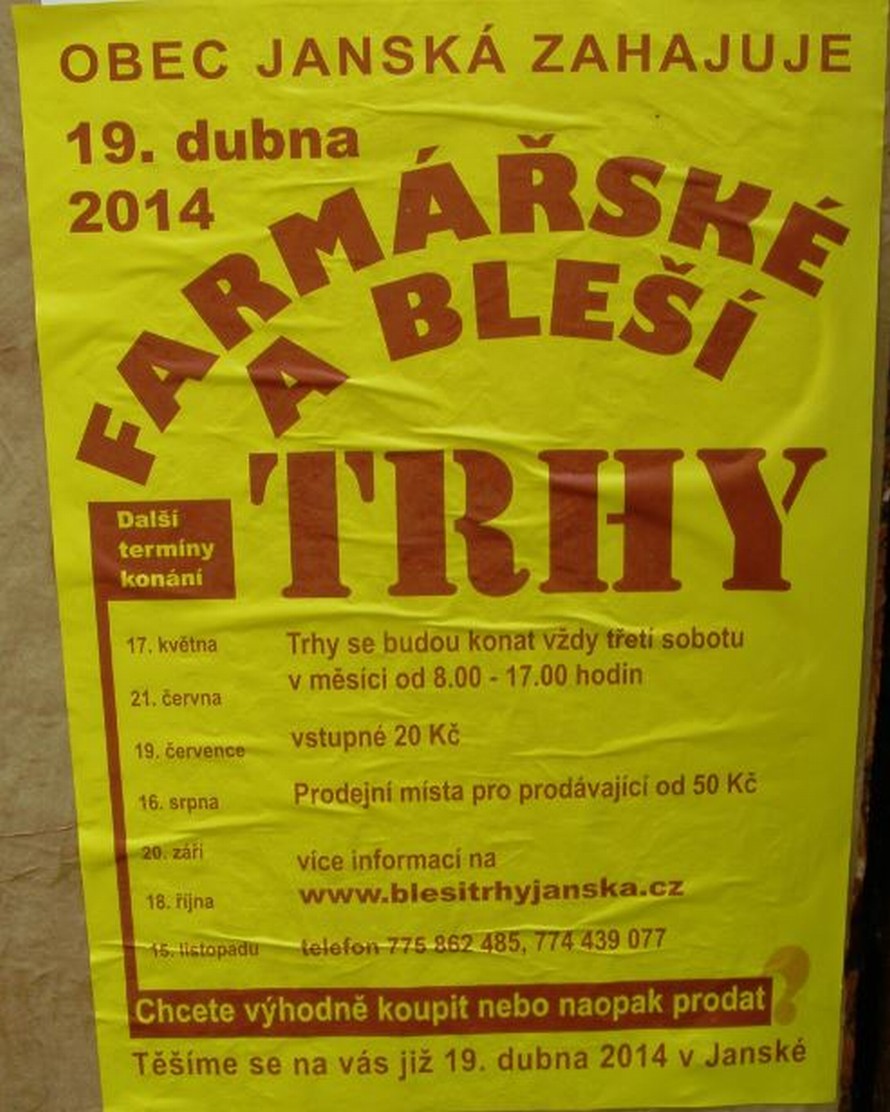 OBEC JANSKÁ ZAHAJUJE
19. dubna
2014
FARMÁŘSKÉ
A BLEŠÍ
TRHY
Další
termíny
konání
17. května
21. června
19. července
16. srpna
20. září
18. října
15. listopadu
Trhy se budou konat vždy třetí sobotu
v měsíci od 8.00 - 17.00 hodin
vstupné 20 Kč
Prodejní místa pro prodávající od 50 Kč
více informací na
www.blesitrhyjanska.cz
telefon 775 862 485, 774 439 077
Chcete výhodně koupit nebo naopak prodat?
Těšíme se na vás již 19. dubna 2014 v Janské